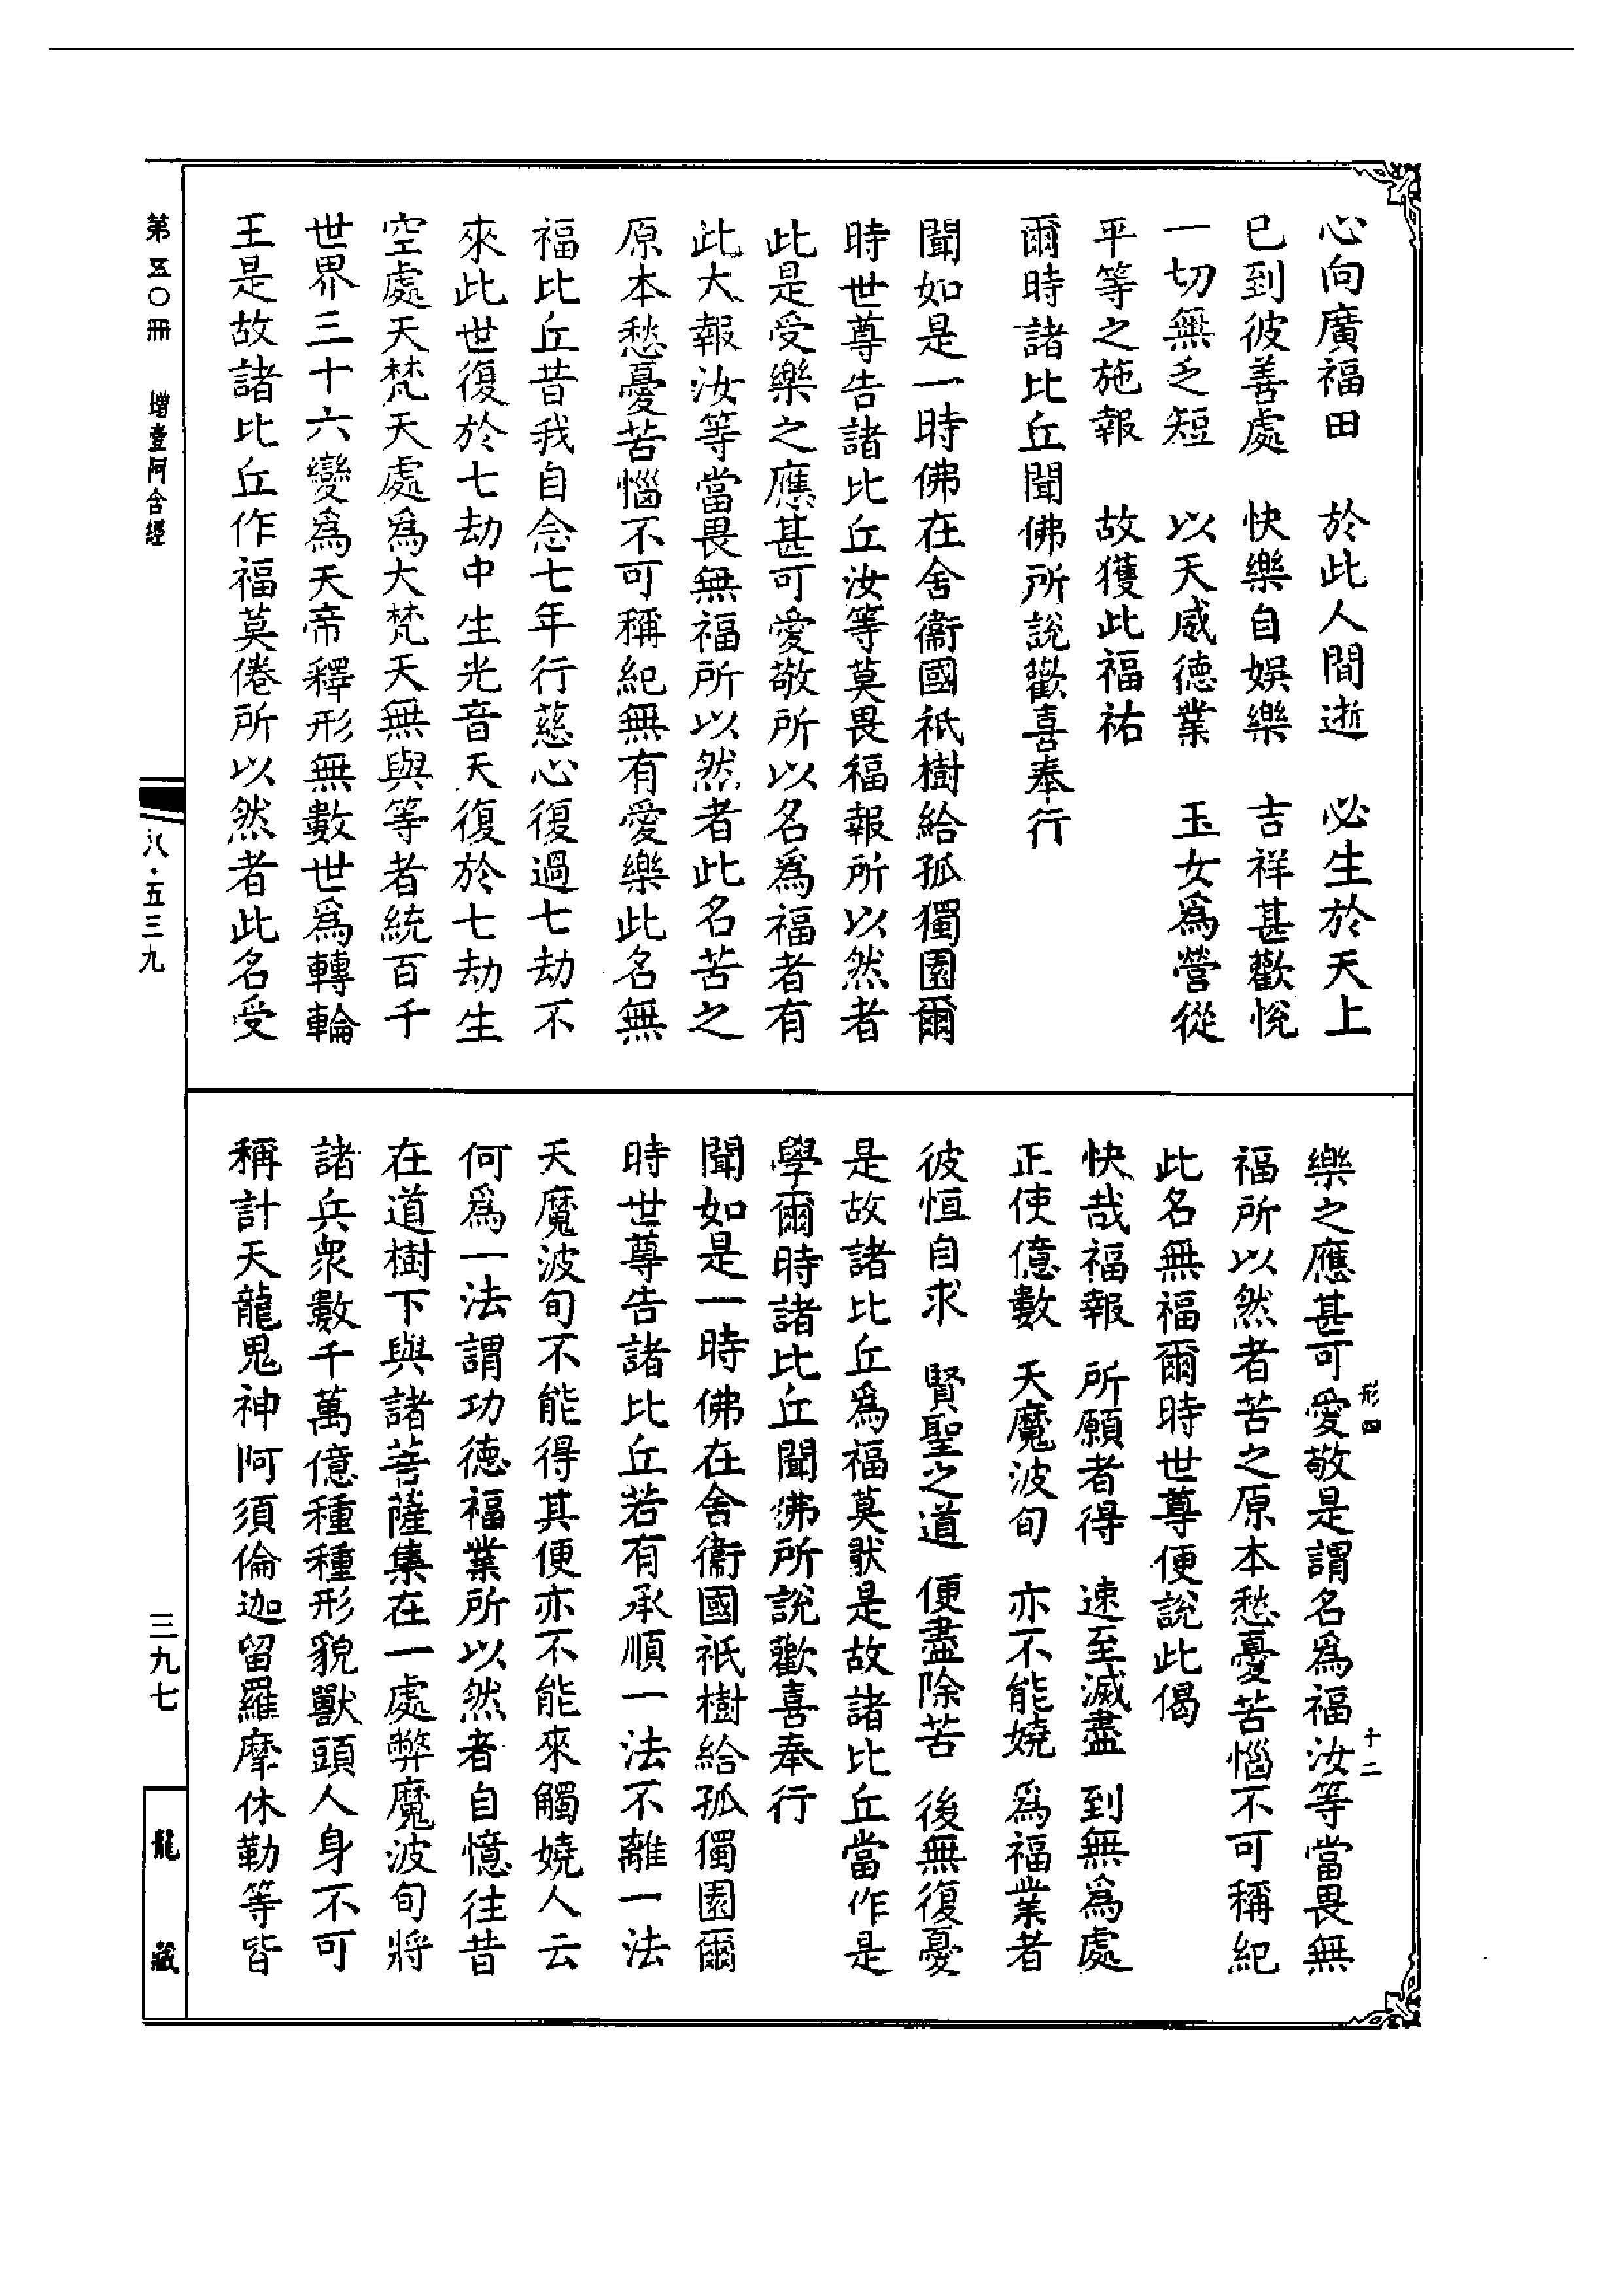 心向廣福田　於此人間逝　必生於天上
已到彼善處　快樂自娛樂　吉祥甚歡悅
一切無乏短　以天威德業　玉女為營從
平等之施報　故獲此福祐
爾時諸比丘聞佛所說歡喜奉行
聞如是一時佛在舍衞國祇樹給孤獨園爾
時世尊告諸比丘汝等莫畏福報所以然者
此是受樂之應甚可愛敬所以名為福者有
此大報汝等當畏無福所以然者此名苦之
原本愁憂苦惱不可稱紀無有愛樂此名無
福比丘昔我自念七年行慈心復過七劫不
來此世復於七劫中生光音天復於七劫生
空處天梵天處為大梵天無與等者統百千
世界三十六變為天帝釋形無數世為轉輪
王是故諸比丘作福莫倦所以然者此名受
樂之應甚可愛敬是謂名為福汝等當畏無
福所以然者苦之原本愁憂苦惱不可稱紀
此名無福爾時世尊便說此偈
快哉福報　所願者得　速至滅盡　到無為處
正使億數　天魔波旬　亦不能嬈　為福業者
彼恒自求　賢聖之道　便盡除苦　後無復憂
是故諸比丘為福莫猒是故諸比丘當作是
學爾時諸比丘聞佛所說歡喜奉行
聞如是一時佛在舍衞國祇樹給孤獨園爾
時世尊告諸比丘若有承順一法不離一法
天魔波旬不能得其便亦不能來觸嬈人云
何為一法謂功德福業所以然者自憶往昔
在道樹下與諸菩薩集在一處弊魔波旬將
諸兵衆數千萬億種種形貌獸頭人身不可
稱計天龍鬼神阿須倫迦留羅摩休勒等皆
形四
十二
第五〇冊　增壹阿含經
八·五三九
三九七
龍藏